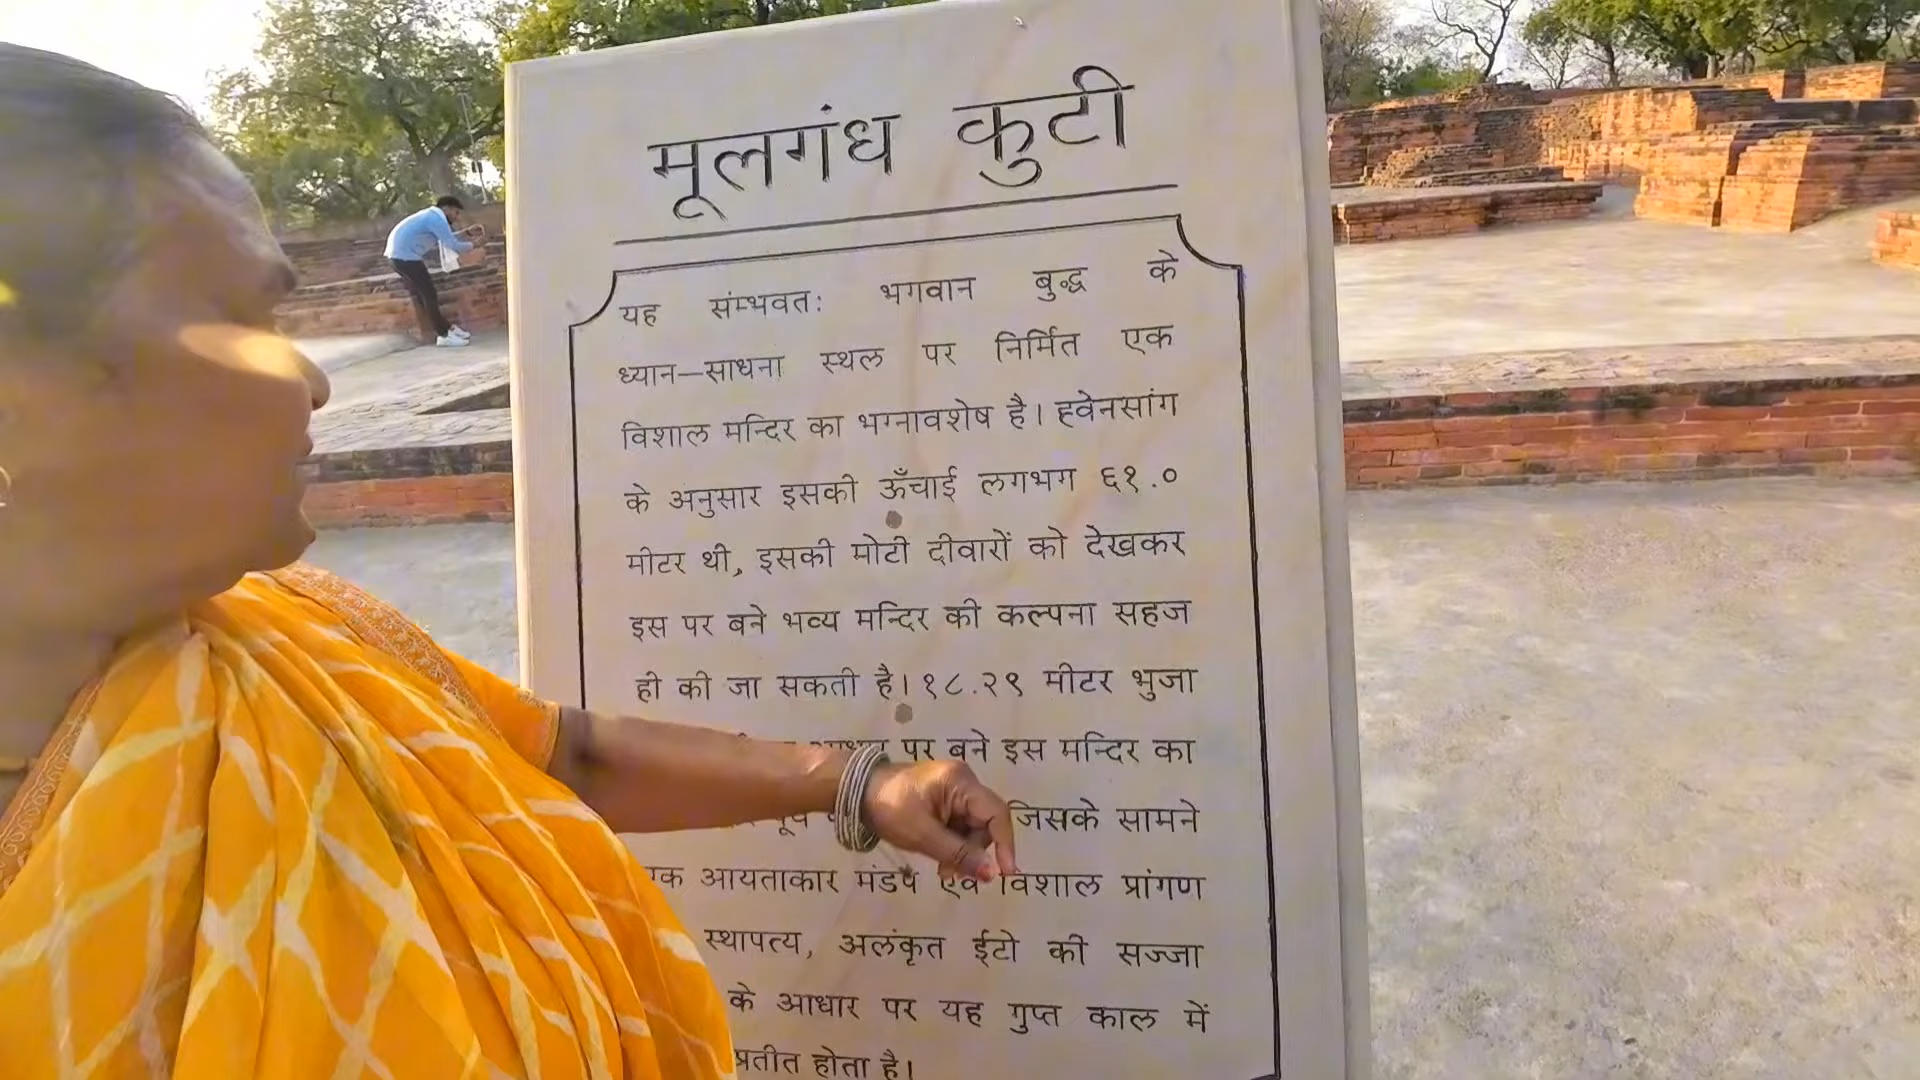 मूलगंध कुटी
यह संम्भवतः भगवान बुद्ध के
ध्यान–साधना स्थल पर निर्मित एक
विशाल मन्दिर का भग्नावशेष है। हवेनसांग
के अनुसार इसकी ऊँचाई लगभग ६१.०
मीटर थी, इसकी मोटी दीवारों को देखकर
इस पर बने भव्य मन्दिर की कल्पना सहज
ही की जा सकती है। १८.२९ मीटर भुजा
पर बने इस मन्दिर का
जिसके सामने
आयताकार मंडप एवं विशाल प्रांगण
स्थापत्य, अलंकृत ईटो की सज्जा
के आधार पर यह गुप्त काल में
प्रतीत होता है।